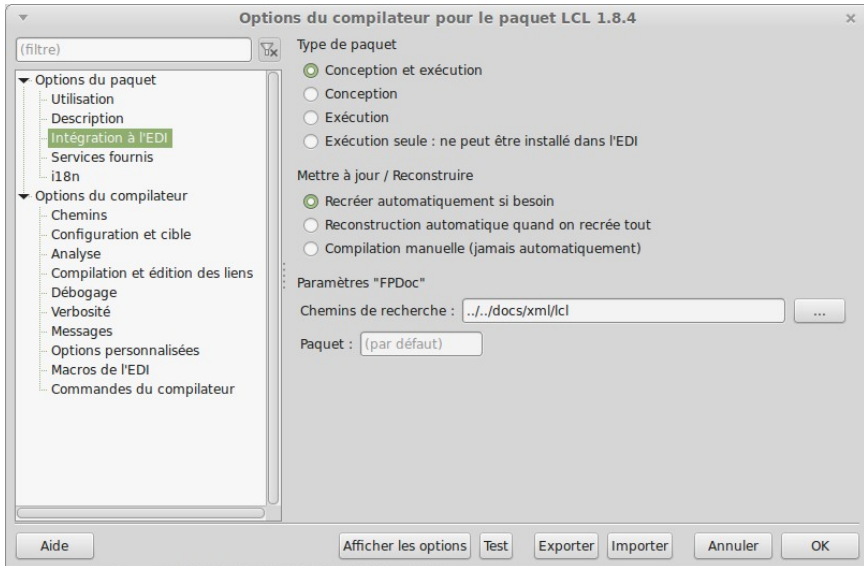 Options du compilateur pour le paquet LCL 1.8.4
(filtre)
Options du paquet
Utilisation
Description
Intégration à l'EDI
Services fournis
i18n
Options du compilateur
Chemins
Configuration et cible
Analyse
Compilation et édition des liens
Débogage
Verbosité
Messages
Options personnalisées
Macros de l'EDI
Commandes du compilateur
Type de paquet
Conception et exécution
Conception
Exécution
Exécution seule : ne peut être installé dans l'EDI
Mettre à jour / Reconstruire
Recréer automatiquement si besoin
Reconstruction automatique quand on recrée tout
Compilation manuelle (jamais automatiquement)
Paramètres "FPDoc"
Chemins de recherche : ../../docs/xml/lcl ...
Paquet : (par défaut)
Aide Afficher les options Test Exporter Importer Annuler OK